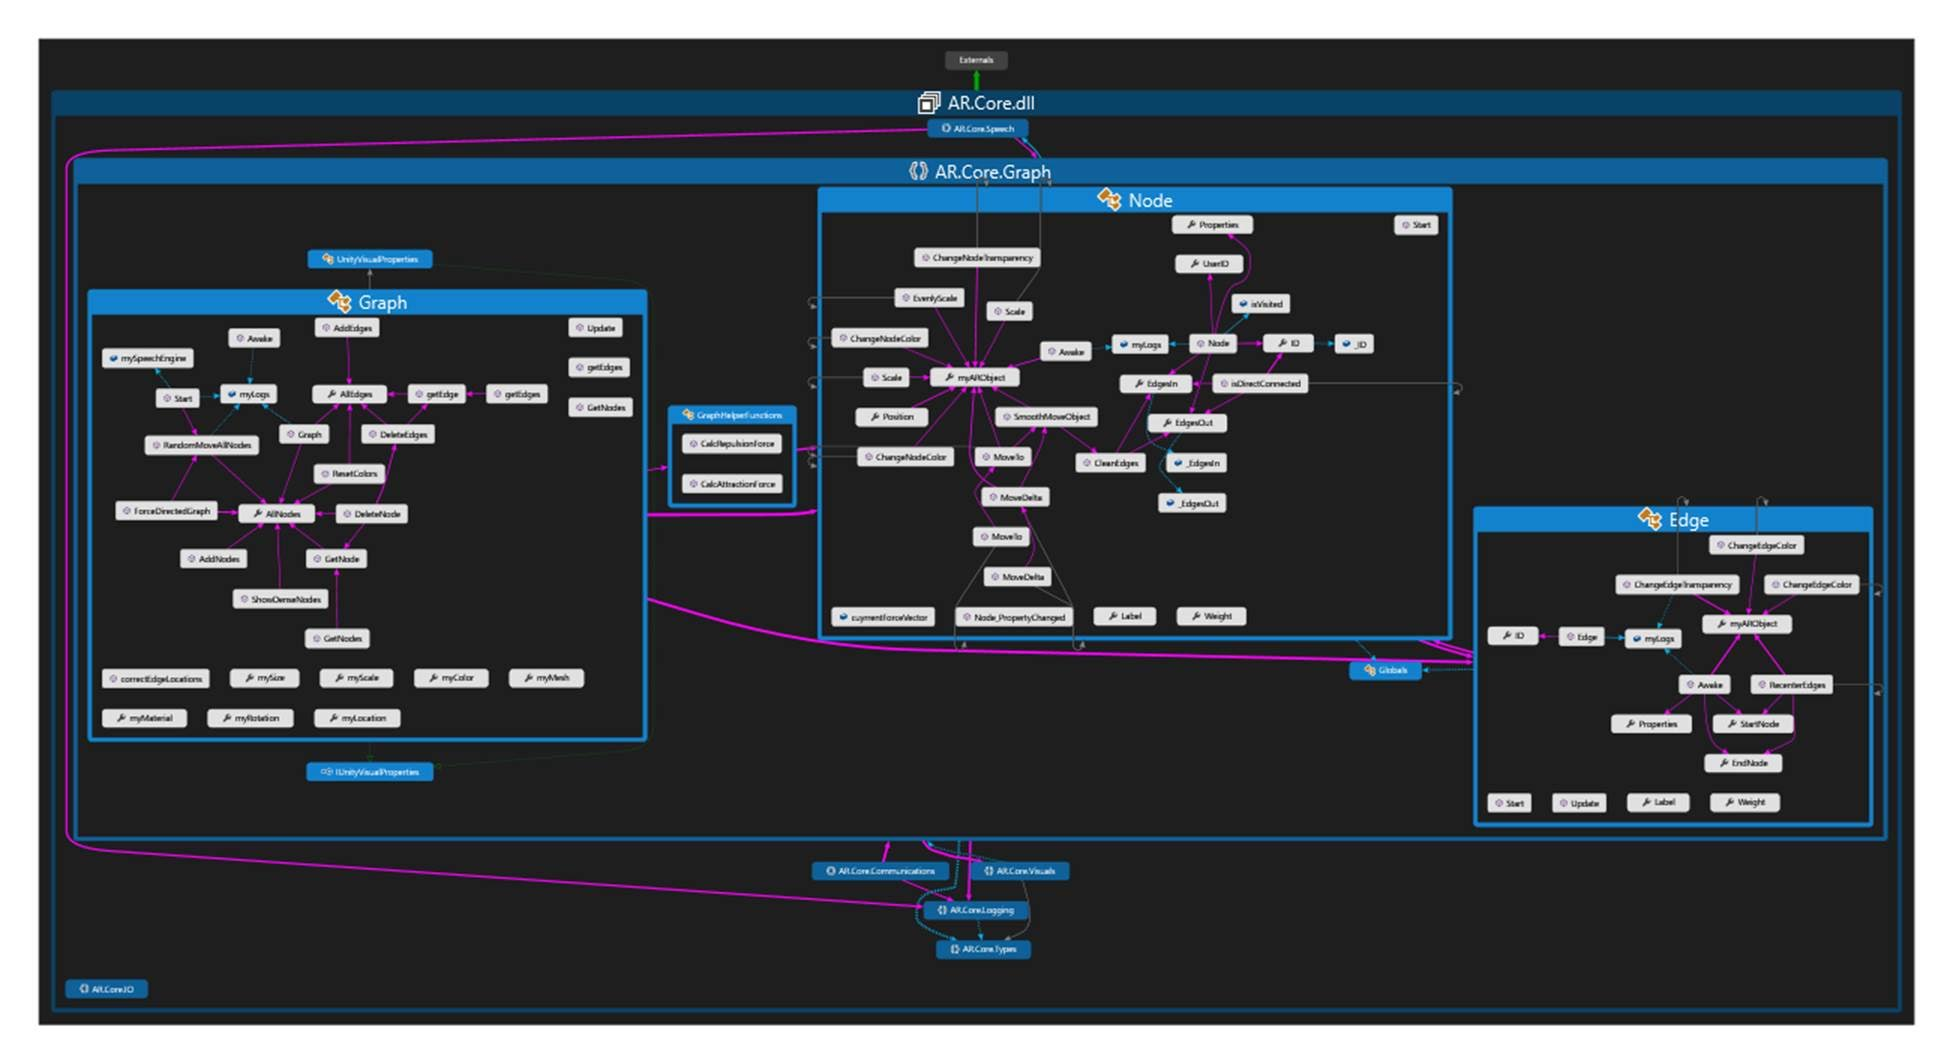 Externals
AR.Core.dll
AR.Core.Speech
AR.Core.Graph
UnityVisualProperties
Graph
Awake
AddEdges
Update
mySpeechEngine
getEdges
Start
myLogs
AllEdges
getEdge
getEdges
GetNodes
RandomMoveAllNodes
Graph
DeleteEdges
ResetColors
ForceDirectedGraph
AllNodes
DeleteNode
AddNodes
GetNode
ShowDenseNodes
GetNodes
correctEdgeLocations
mySize
myScale
myColor
myMesh
myMaterial
myRotation
myLocation
IUnityVisualProperties
GraphHelperFunctions
CalcRepulsionForce
CalcAttractionForce
Node
Properties
Start
ChangeNodeTransparency
UserID
EvenlyScale
Scale
isVisited
ChangeNodeColor
Awake
myLogs
Node
ID
_ID
Scale
myARObject
EdgesIn
isDirectConnected
Position
SmoothMoveObject
EdgesOut
ChangeNodeColor
MoveTo
CleanEdges
_EdgesIn
MoveDelta
_EdgesOut
MoveTo
MoveDelta
Node_PropertyChanged
Label
Weight
Globals
Edge
ChangeEdgeColor
ChangeEdgeTransparency
ChangeEdgeColor
myARObject
ID
Edge
myLogs
Awake
RecenterEdges
Properties
StartNode
EndNode
Start
Update
Label
Weight
AR.Core.Communications
AR.Core.Visuals
AR.Core.Logging
AR.Core.Types
AR.Core.IO